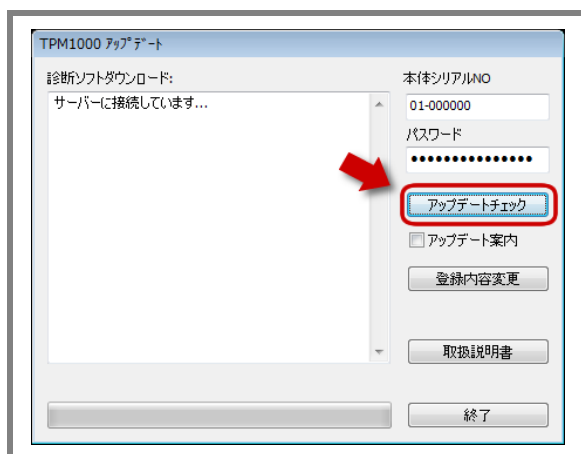 TPM1000 ｱｯﾌﾟﾃﾞｰﾄ
診断ソフトダウンロード:
サーバーに接続しています...
本体シリアルNO
01-000000
パスワード
●●●●●●●●●●●●●●●
アップデートチェック
アップデート案内
登録内容変更
取扱説明書
終了